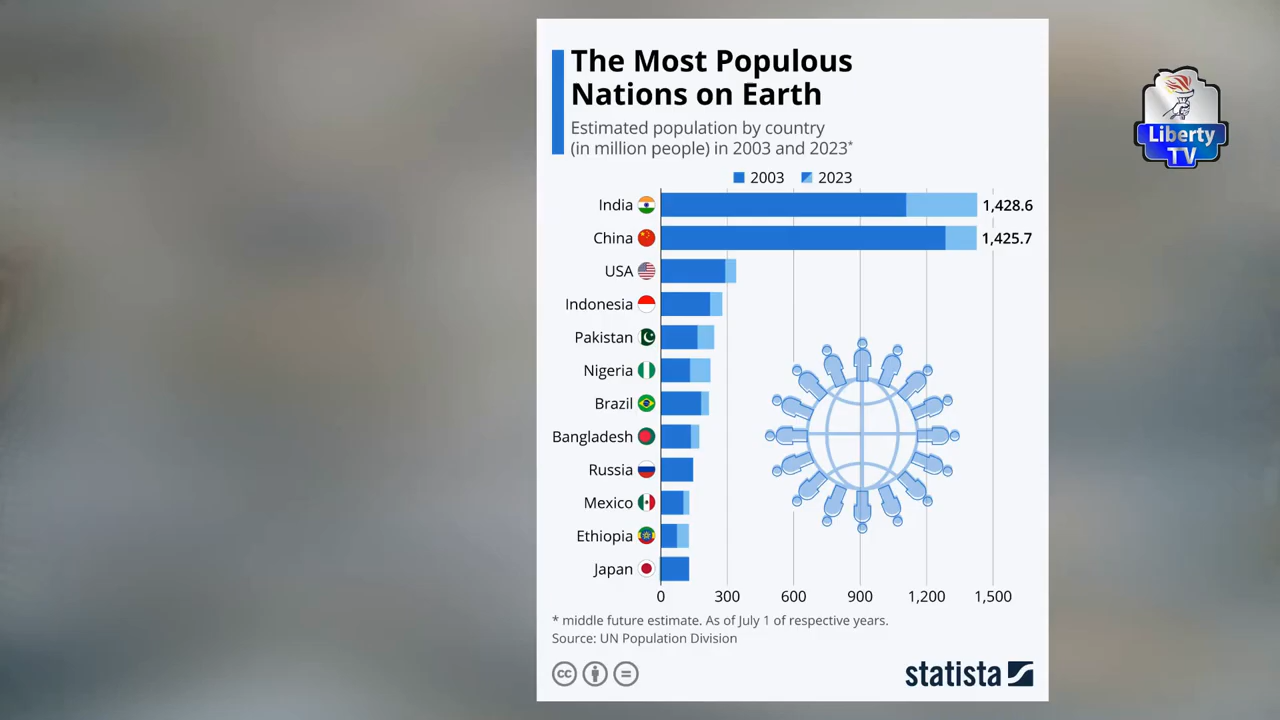 The Most Populous
Nations on Earth
Estimated population by country
(in million people) in 2003 and 2023*
2003 2023
India 1,428.6
China 1,425.7
USA
Indonesia
Pakistan
Nigeria
Brazil
Bangladesh
Russia
Mexico
Ethiopia
Japan
0 300 600 900 1,200 1,500
* middle future estimate. As of July 1 of respective years.
Source: UN Population Division
cc
statista
Liberty
TV